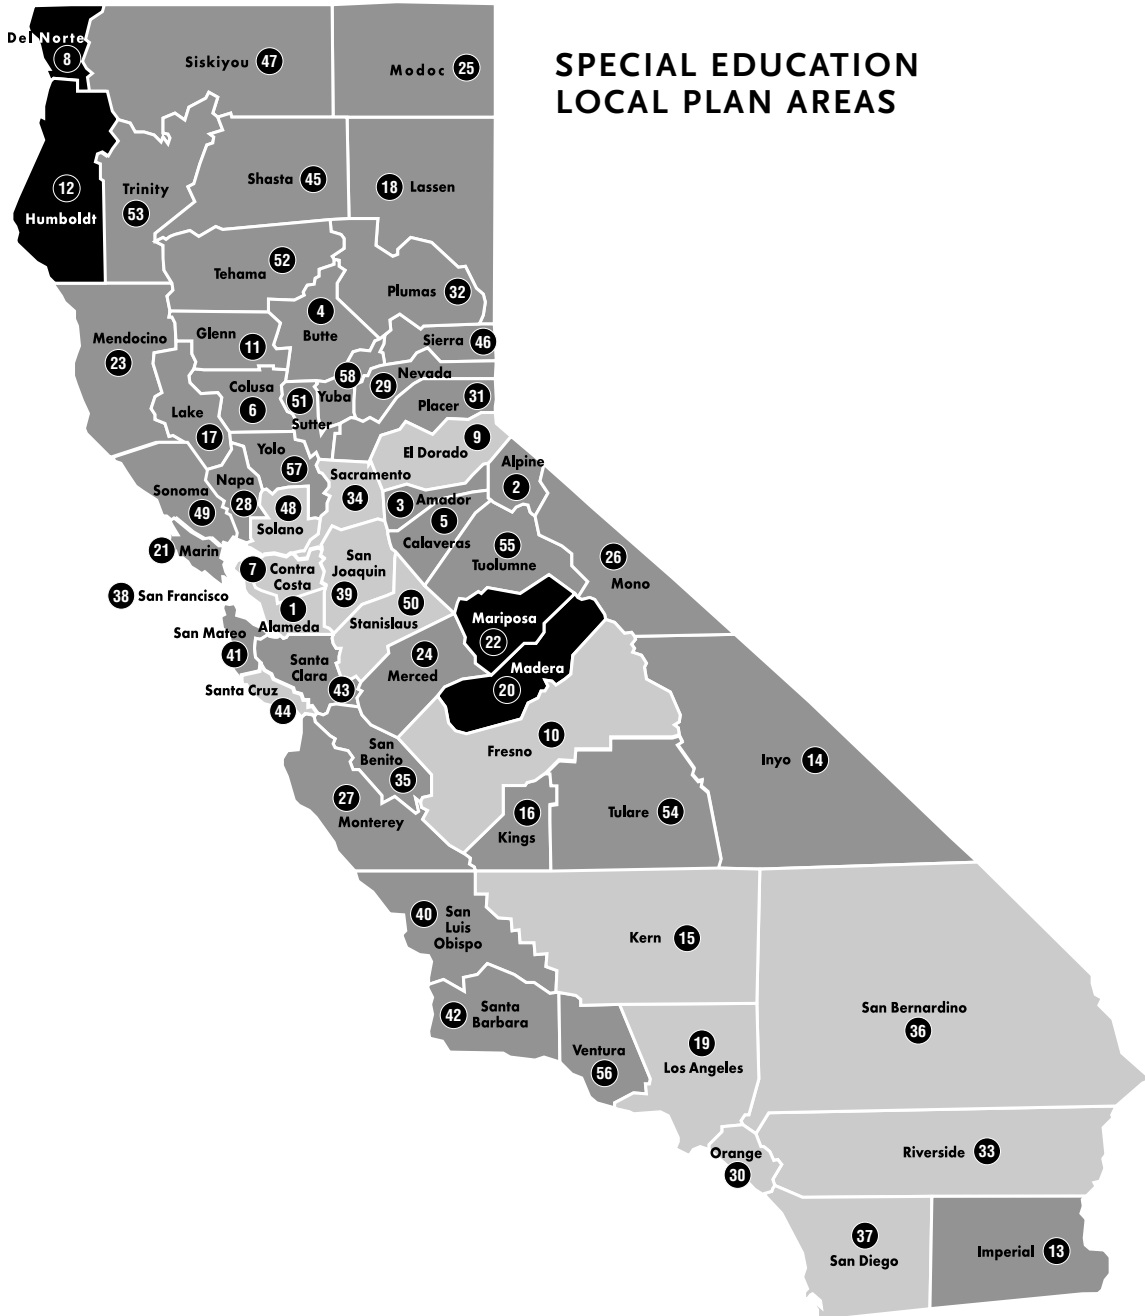 SPECIAL EDUCATION
LOCAL PLAN AREAS
Del Norte
8
Siskiyou 47
Modoc 25
12
Humboldt
Trinity
53
Shasta 45
18 Lassen
52
Tehama
Plumas 32
4
Butte
Mendocino
23
Glenn
11
Sierra 46
Colusa
6
51
Sutter
58
Yuba
29
Nevada
Placer
31
Lake
17
9
El Dorado
Yolo
57
Sacramento
34
Alpine
2
Napa
28
Sonoma
49
48
Solano
3
Amador
5
Calaveras
55
Tuolumne
21 Marin
7 Contra
Costa
San
Joaquin
39
26
Mono
38 San Francisco
1
Alameda
50
Stanislaus
Mariposa
22
San Mateo
41
Santa
Clara
43
24
Merced
Madera
20
Santa Cruz
44
San
Benito
35
10
Fresno
Inyo 14
27
Monterey
16
Kings
Tulare 54
40 San
Luis
Obispo
Kern 15
42 Santa
Barbara
San Bernardino
36
Ventura
56
19
Los Angeles
Orange
30
Riverside 33
37
San Diego
Imperial 13